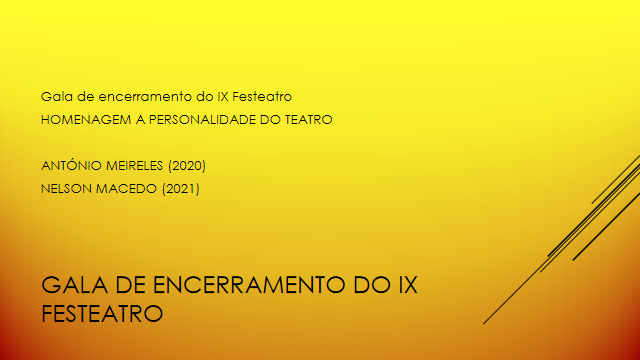 Gala de encerramento do IX Festeatro
HOMENAGEM A PERSONALIDADE DO TEATRO
ANTÓNIO MEIRELES (2020)
NELSON MACEDO (2021)
GALA DE ENCERRAMENTO DO IX
FESTEATRO